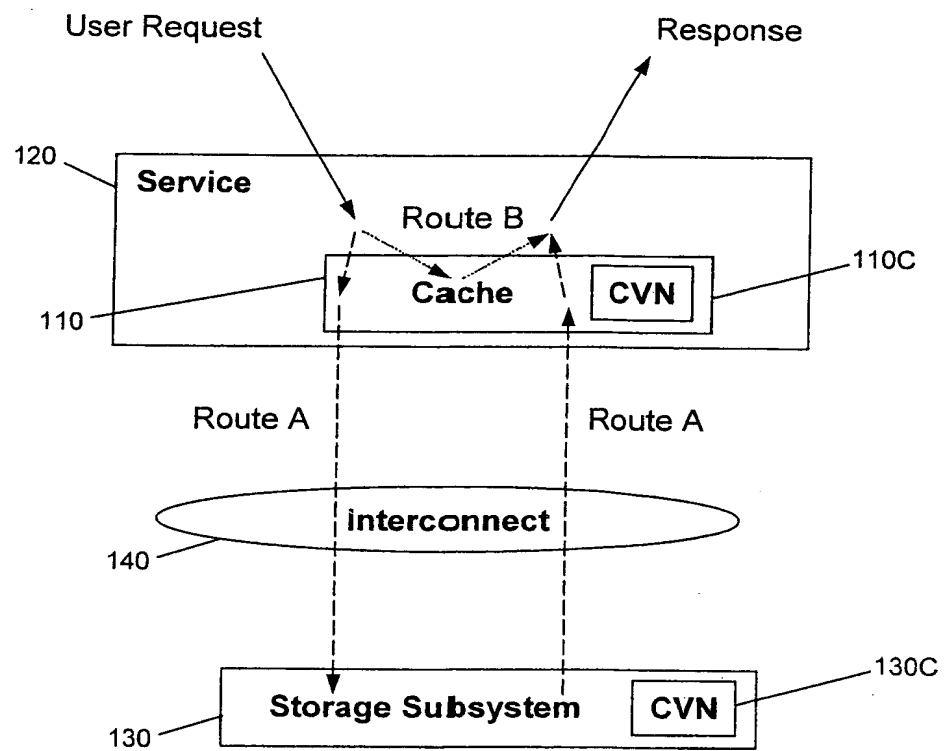 User Request
Response
120
Service
Route B
110C
Cache
CVN
110
Route A
Route A
interconnect
140
130C
Storage Subsystem
CVN
130